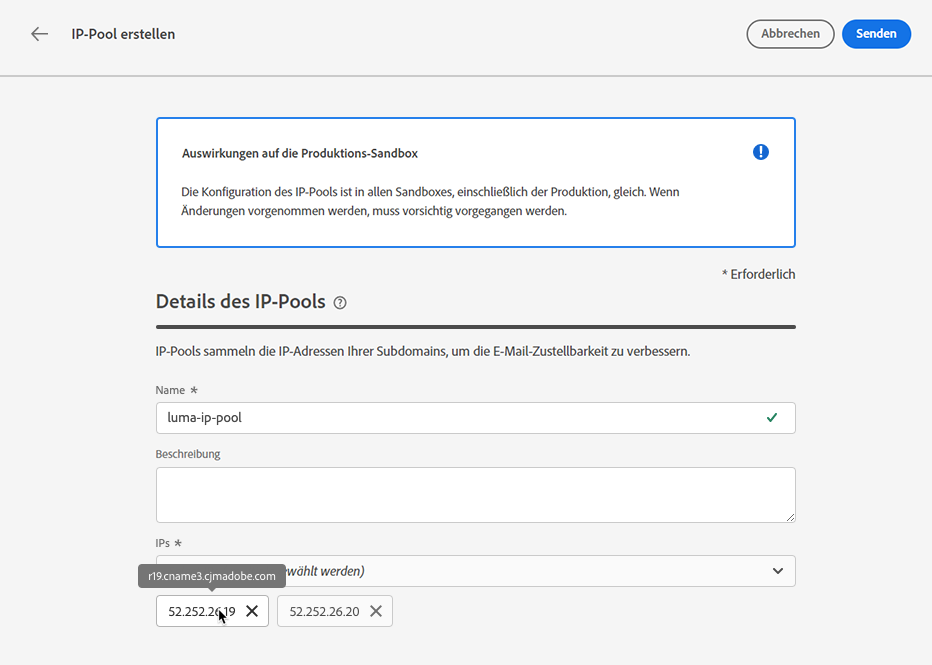 IP-Pool erstellen
Abbrechen
Senden
Auswirkungen auf die Produktions-Sandbox
Die Konfiguration des IP-Pools ist in allen Sandboxes, einschließlich der Produktion, gleich. Wenn
Änderungen vorgenommen werden, muss vorsichtig vorgegangen werden.
* Erforderlich
Details des IP-Pools
IP-Pools sammeln die IP-Adressen Ihrer Subdomains, um die E-Mail-Zustellbarkeit zu verbessern.
Name *
luma-ip-pool
Beschreibung
IPs *
werden)
r19.cname3.cjmadobe.com
52.252.26.19
52.252.26.20